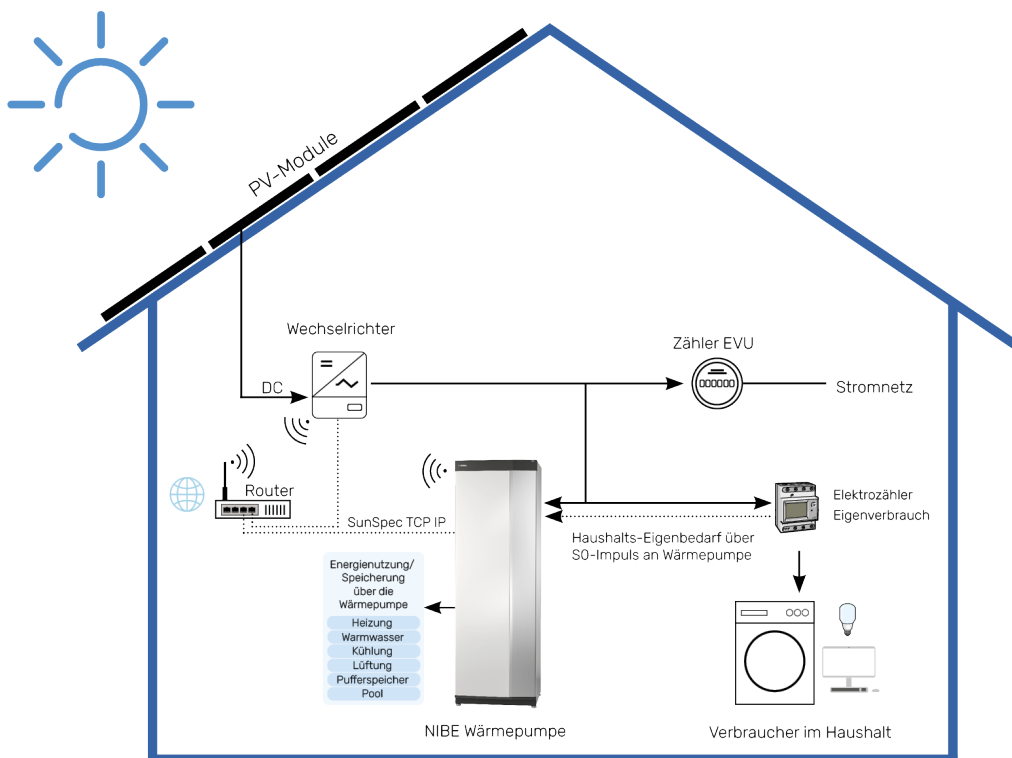 PV-Module
Wechselrichter
DC
Zähler EVU
000000
Stromnetz
Router
SunSpec TCP IP
Elektrozähler
Eigenverbrauch
Haushalts-Eigenbedarf über
S0-Impuls an Wärmepumpe
Energienutzung/
Speicherung
über die
Wärmepumpe
Heizung
Warmwasser
Kühlung
Lüftung
Pufferspeicher
Pool
NIBE Wärmepumpe
Verbraucher im Haushalt